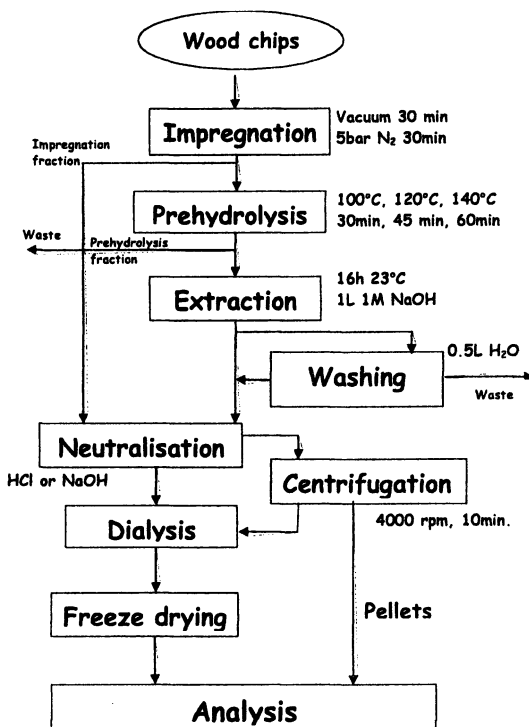 Wood chips
Impregnation
Vacuum 30 min
5bar N₂ 30min
Impregnation
fraction
Prehydrolysis
100°C, 120°C, 140°C
30min, 45 min, 60min
Waste
Prehydrolysis
fraction
Extraction
16h 23°C
1L 1M NaOH
Washing
0.5L H₂O
Waste
Neutralisation
HCl or NaOH
Centrifugation
4000 rpm, 10min.
Dialysis
Freeze drying
Pellets
Analysis